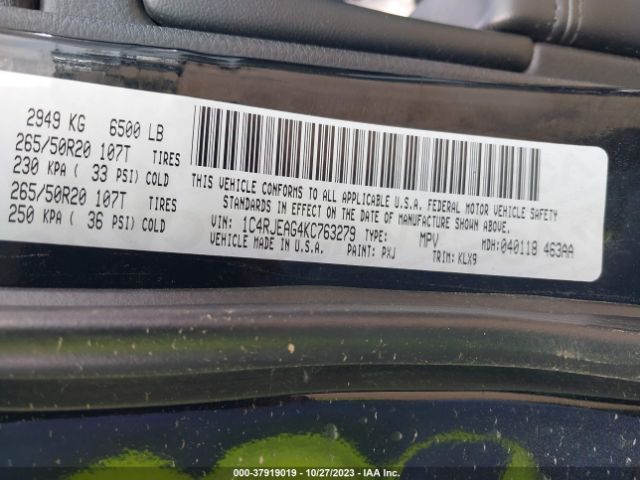 2949 KG 6500 LB
265/50R20 107T TIRES
230 KPA ( 33 PSI) COLD
265/50R20 107T TIRES
250 KPA ( 36 PSI) COLD
THIS VEHICLE CONFORMS TO ALL APPLICABLE U.S.A. FEDERAL MOTOR VEHICLE SAFETY
STANDARDS IN EFFECT ON THE DATE OF MANUFACTURE SHOWN ABOVE.
VIN: 1C4RJEAG4KC763279 TYPE: MPV MDH: 040118 463AA
VEHICLE MADE IN U.S.A. PAINT: PXJ TRIM: KLX9
000-37919019 - 10/27/2023 - IAA Inc.